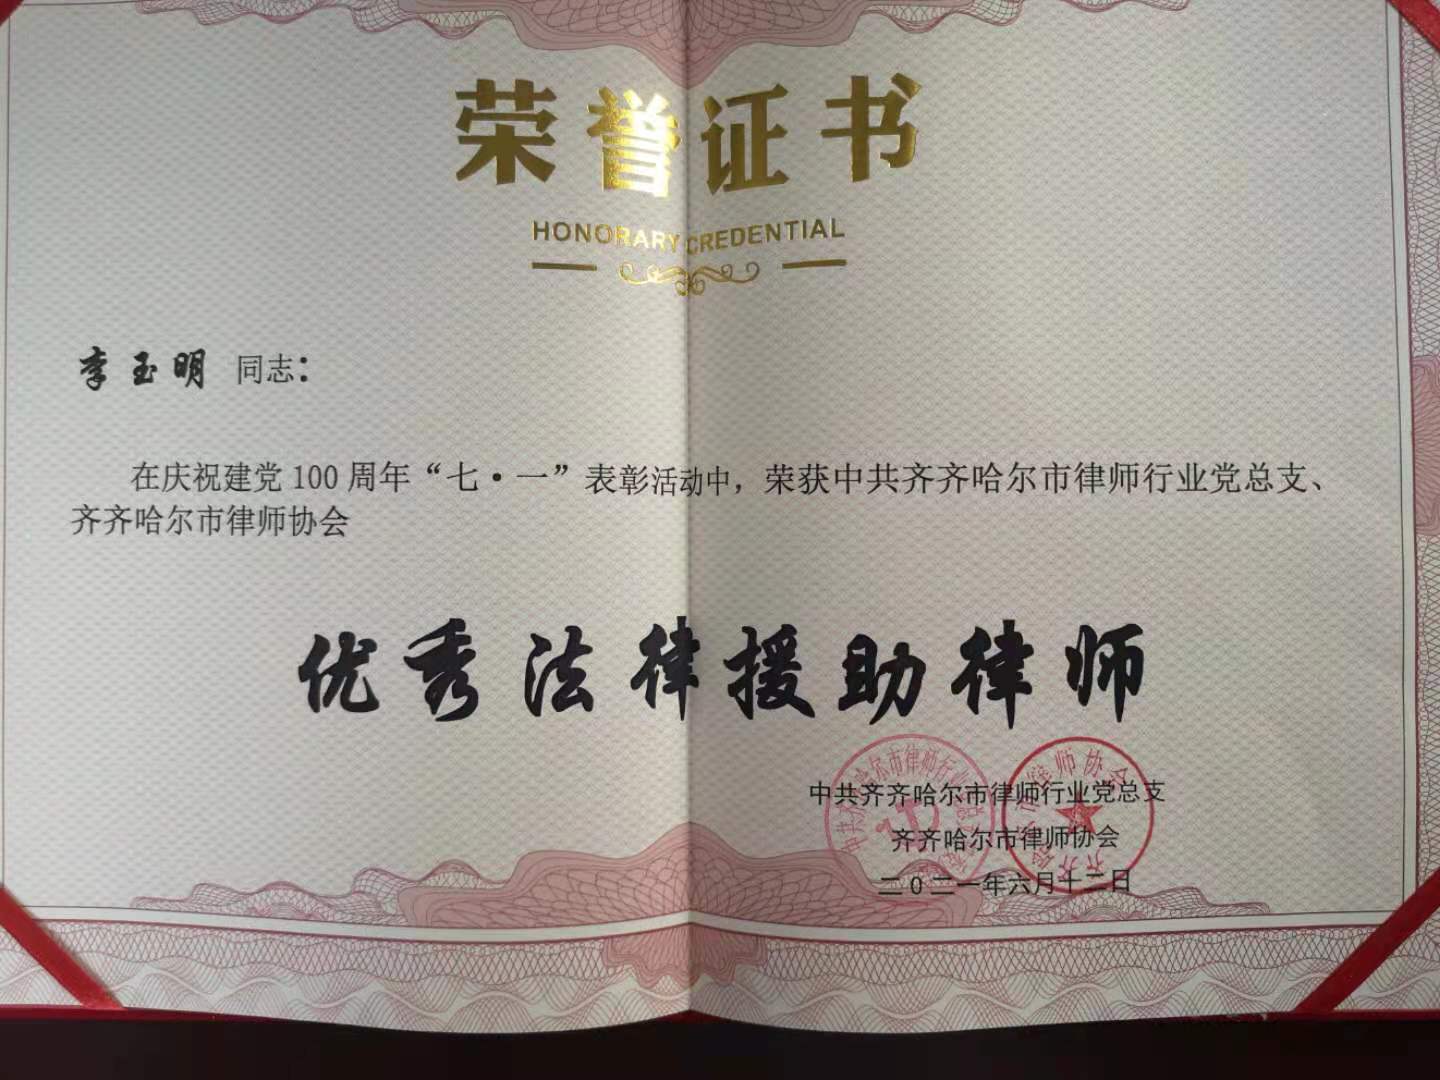 荣誉证书
HONORARY CREDENTIAL
李玉明 同志：
在庆祝建党100周年“七·一”表彰活动中，荣获中共齐齐哈尔市律师行业党总支、
齐齐哈尔市律师协会
优秀法律援助律师
中共齐齐哈尔市律师行业党总支
齐齐哈尔市律师协会
二0二一年六月十二日